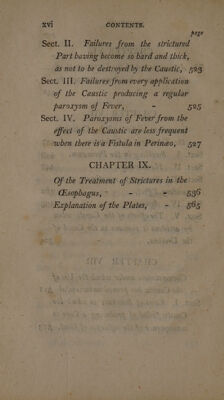 xvi CONTENTS.
page
Sect. II. Failures from the strictured
Part having become so hard and thick,
as not to be destroyed by the Caustic, 523
Sect. III. Failures from every application
of the Caustic producing a regular
paroxysm of Fever, - 525
Sect. IV. Paroxysms of Fever from the
effect of the Caustic are less frequent
when there is a Fistula in Perinæo, 527
CHAPTER IX.
Of the Treatment of Strictures in the
Œsophagus, - - 536
Explanation of the Plates, - 565